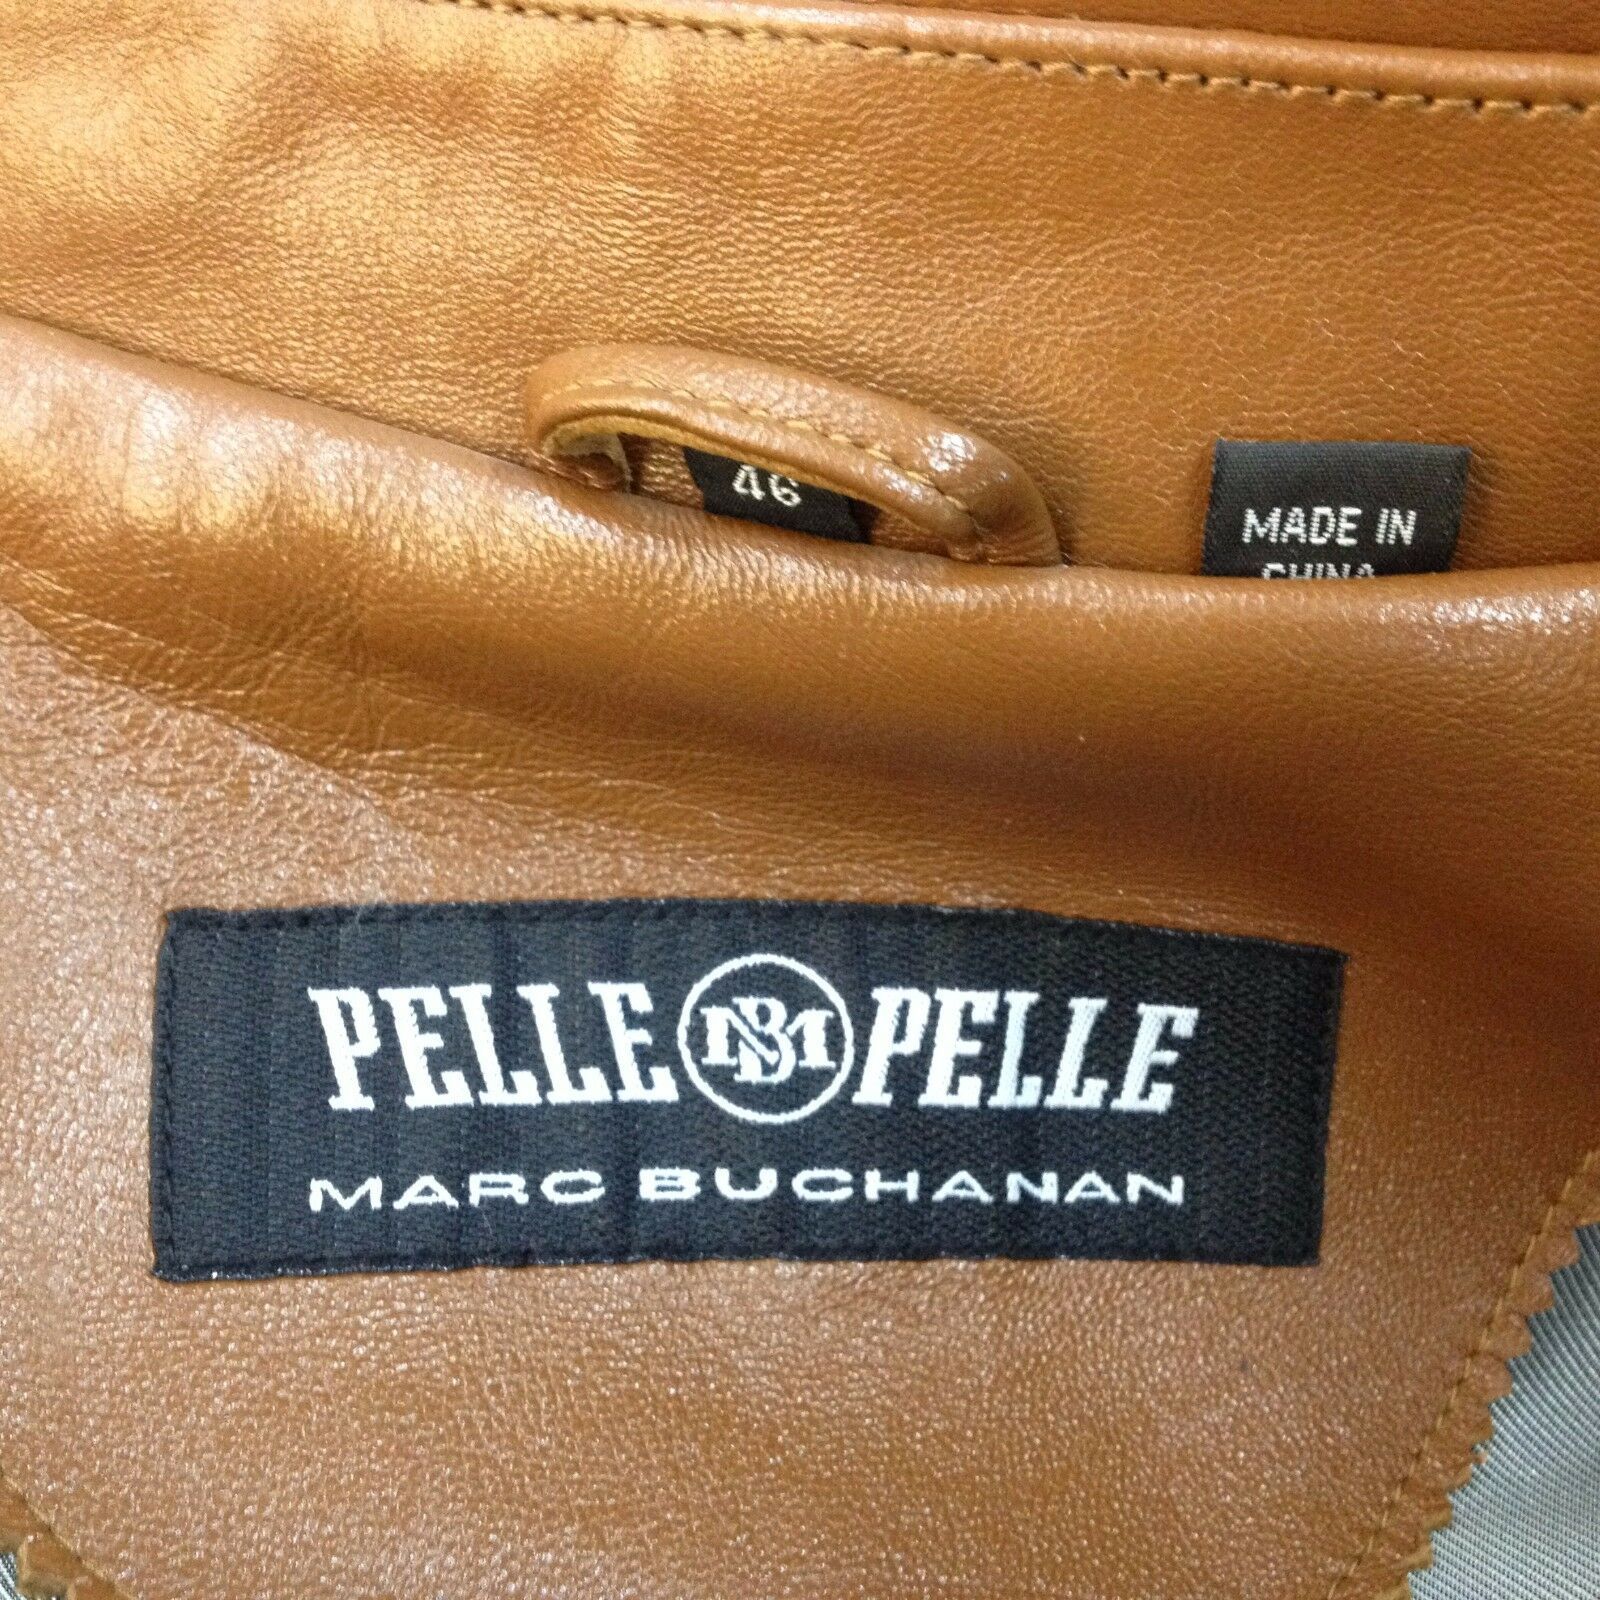 46
MADE IN
CHINA
PELLE MB PELLE
MARC BUCHANAN